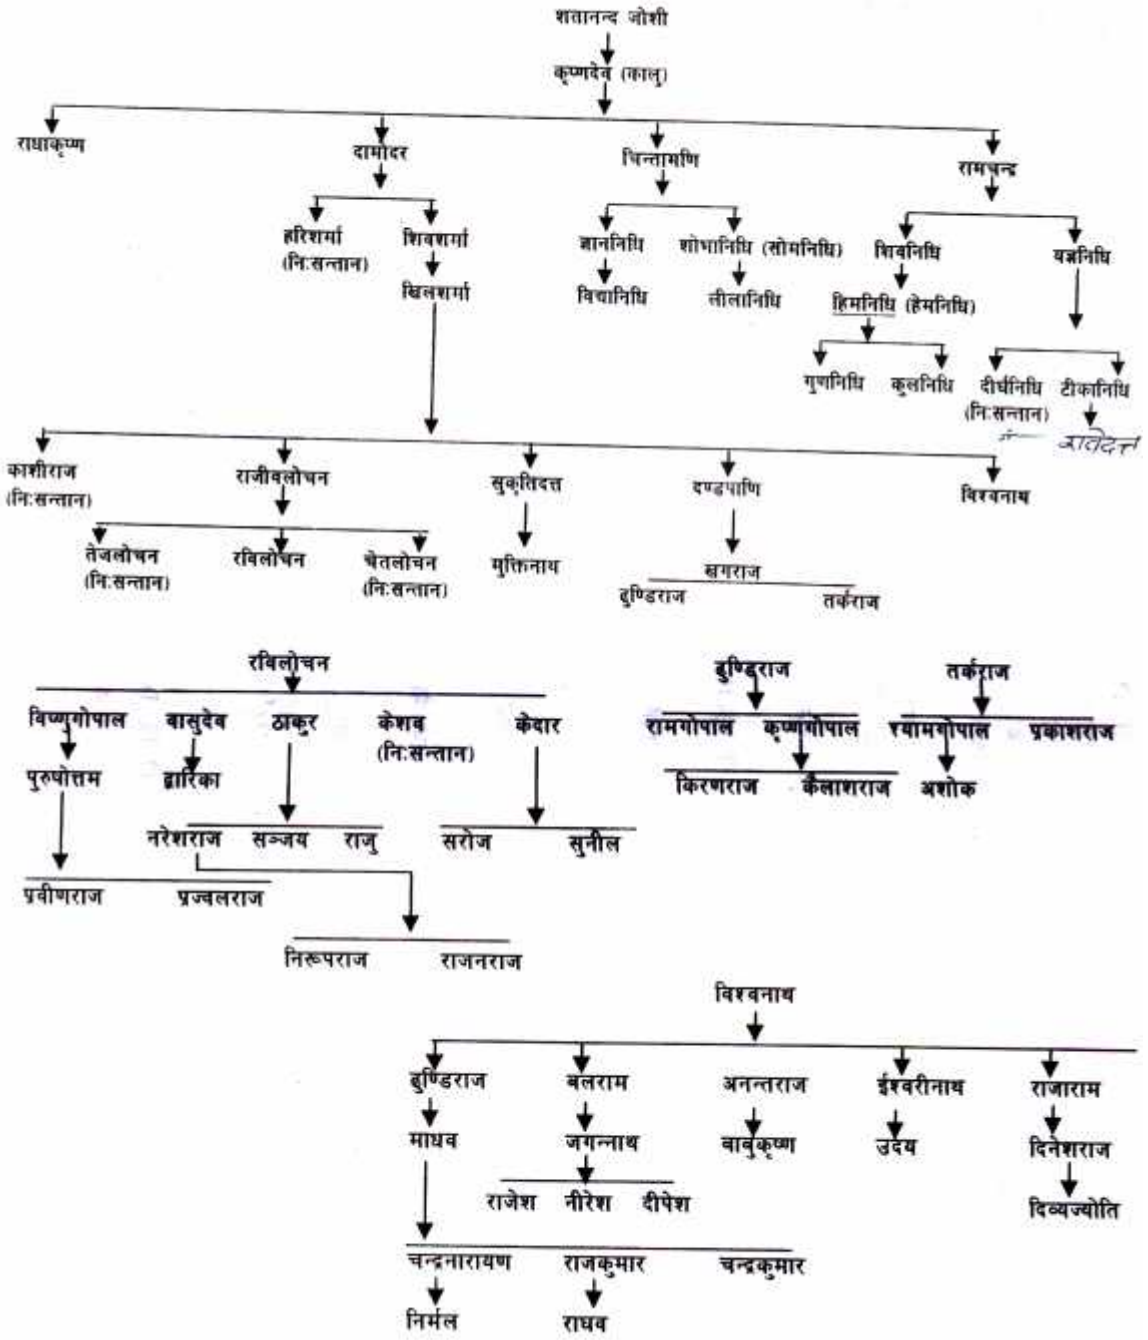 शतानन्द जोशी
कृष्णदेव (कालु)
राधाकृष्ण दामोदर चिन्तामणि रामचन्द्र
हरिशर्मा शिवशर्मा ज्ञाननिधि शोभानिधि (सोमनिधि) शिवनिधि यज्ञनिधि
(नि:सन्तान)
खिलशर्मा विद्यानिधि लीलानिधि हिमनिधि (हेमनिधि)
गुणनिधि कुलनिधि दीर्घनिधि टीकानिधि
(नि:सन्तान)
काशीराज राजीवलोचन सुकृतिदत्त दण्डपाणि विश्वनाथ
(नि:सन्तान)
तेजलोचन रविलोचन चेतलोचन मुक्तिनाथ खगराज
(नि:सन्तान) (नि:सन्तान)
ढुण्डिराज तर्कराज
रविलोचन ढुण्डिराज तर्कराज
विष्णुगोपाल वासुदेव ठाकुर केशव केदार रामगोपाल कृष्णगोपाल श्यामगोपाल प्रकाशराज
(नि:सन्तान)
पुरुषोत्तम द्वारिका किरणराज कैलाशराज अशोक
नरेशराज सञ्जय राजु सरोज सुनील
प्रवीणराज प्रज्वलराज
निरूपराज राजनराज
विश्वनाथ
ढुण्डिराज बलराम अनन्तराज ईश्वरीनाथ राजाराम
माधव जगन्नाथ बाबुकृष्ण उदय दिनेशराज
राजेश नीरेश दीपेश दिव्यज्योति
चन्द्रनारायण राजकुमार चन्द्रकुमार
निर्मल राघव